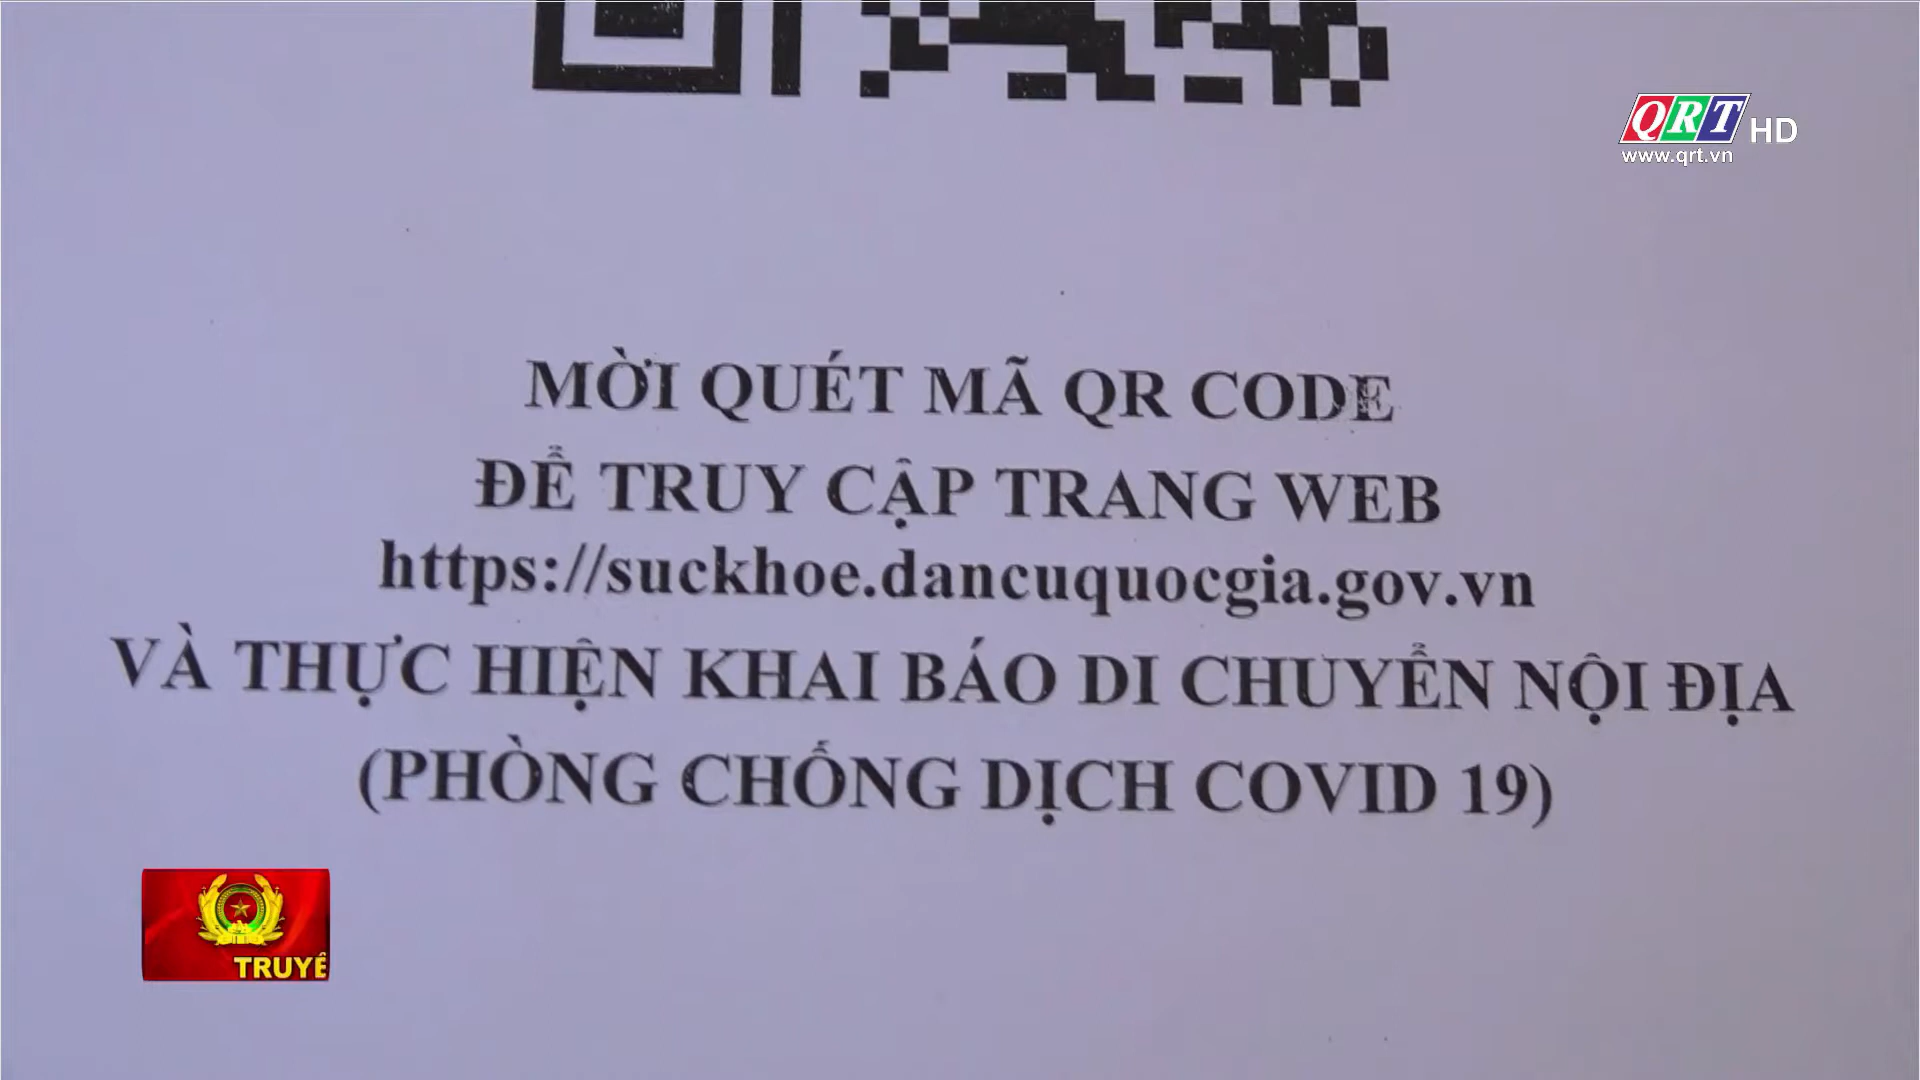 QRT HD
www.qrt.vn
MỜI QUÉT MÃ QR CODE
ĐỂ TRUY CẬP TRANG WEB
https://suckhoe.dancuquocgia.gov.vn
VÀ THỰC HIỆN KHAI BÁO DI CHUYỂN NỘI ĐỊA
(PHÒNG CHỐNG DỊCH COVID 19)
TRUYÊ